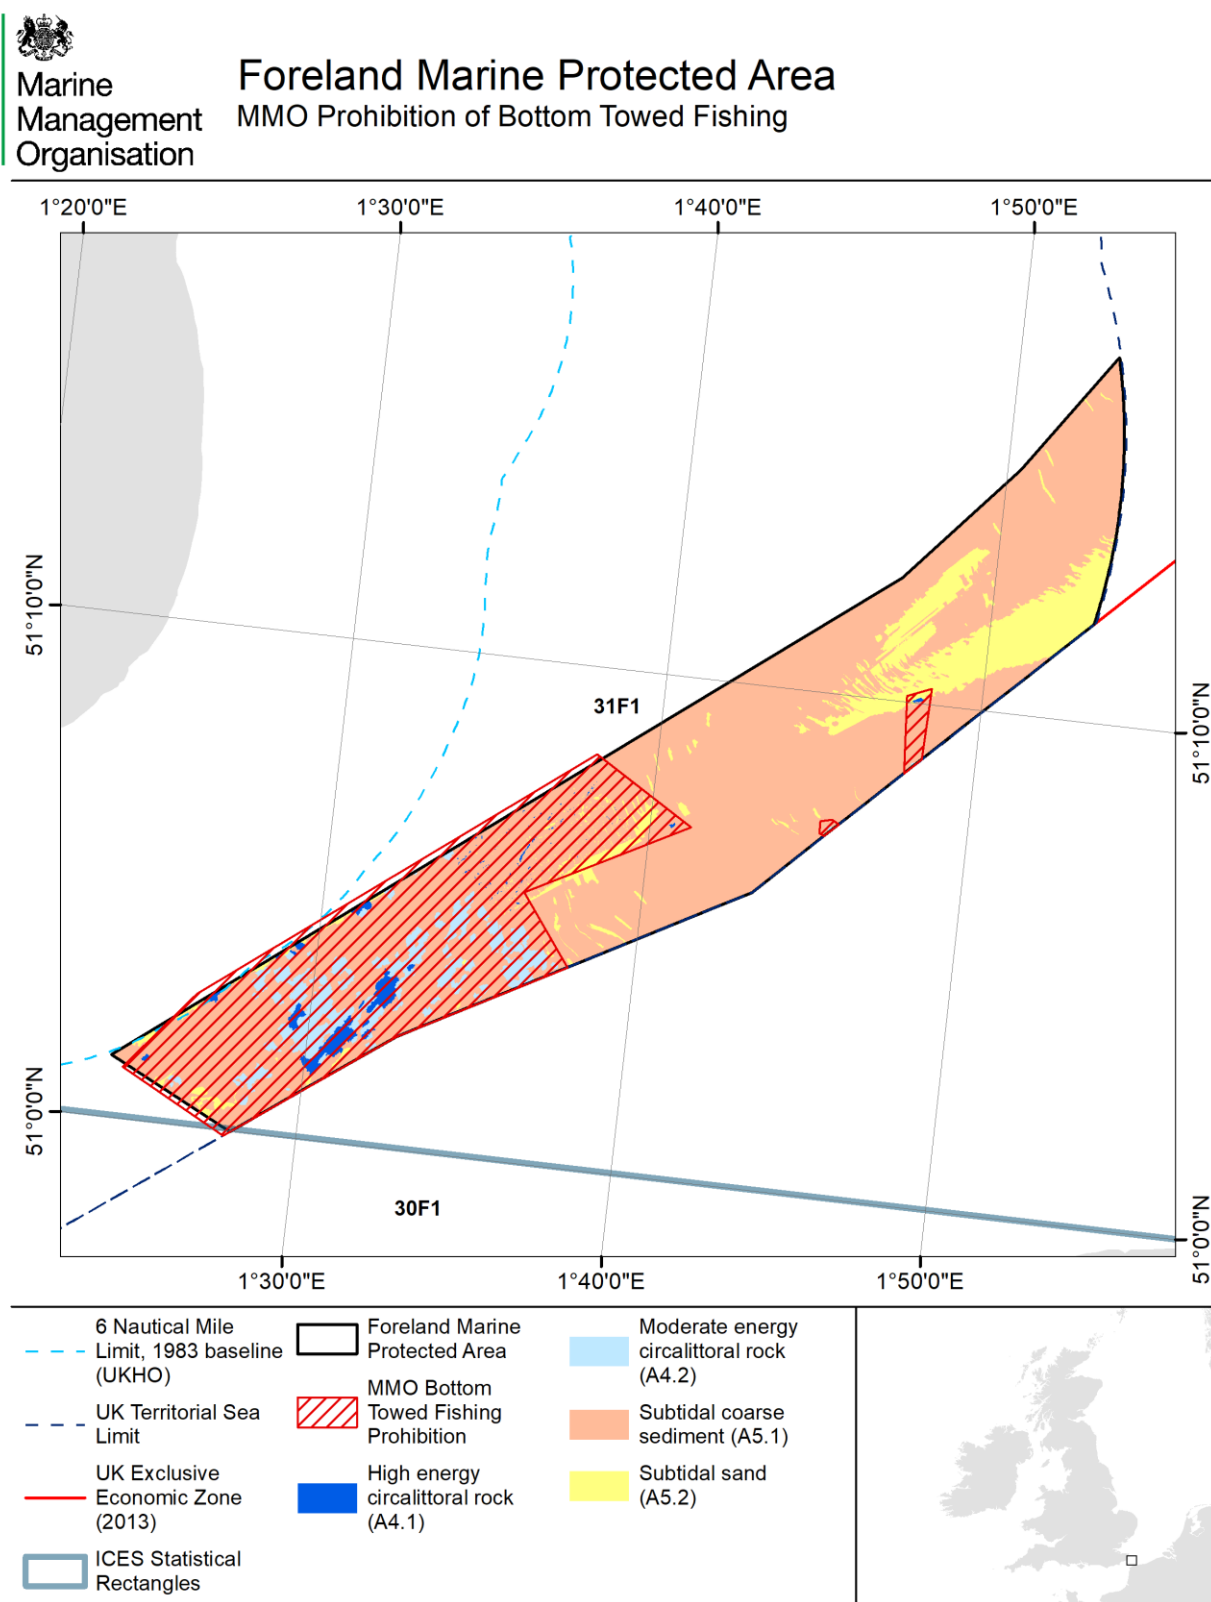 Marine
Management
Organisation
Foreland Marine Protected Area
MMO Prohibition of Bottom Towed Fishing
1°20'0"E
1°30'0"E
1°40'0"E
1°50'0"E
51°10'0"N
51°10'0"N
31F1
51°0'0"N
51°0'0"N
30F1
1°30'0"E
1°40'0"E
1°50'0"E
6 Nautical Mile
Limit, 1983 baseline
(UKHO)
UK Territorial Sea
Limit
UK Exclusive
Economic Zone
(2013)
ICES Statistical
Rectangles
Foreland Marine
Protected Area
MMO Bottom
Towed Fishing
Prohibition
High energy
circalittoral rock
(A4.1)
Moderate energy
circalittoral rock
(A4.2)
Subtidal coarse
sediment (A5.1)
Subtidal sand
(A5.2)